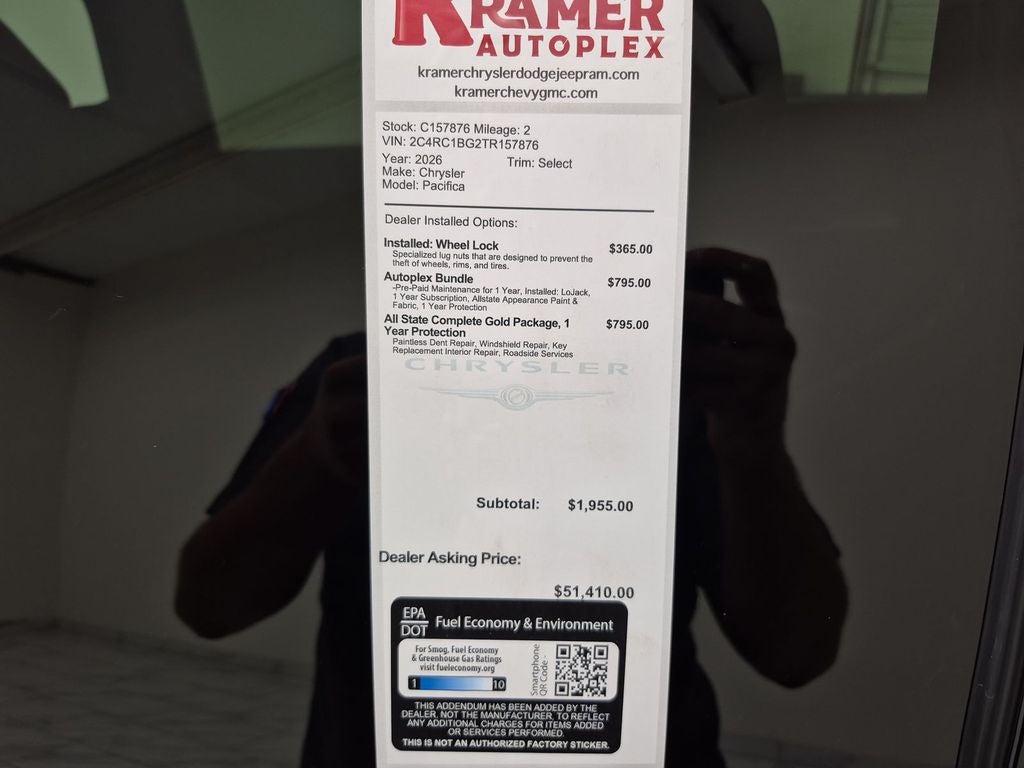 KRAMER
AUTOPLEX
kramerchryslerdodgejeepram.com
kramerchevygmc.com
Stock: C157876 Mileage: 2
VIN: 2C4RC1BG2TR157876
Year: 2026 Trim: Select
Make: Chrysler
Model: Pacifica
Dealer Installed Options:
Installed: Wheel Lock $365.00
Specialized lug nuts that are designed to prevent the
theft of wheels, rims, and tires.
Autoplex Bundle $795.00
-Pre-Paid Maintenance for 1 Year, Installed: LoJack,
1 Year Subscription, Allstate Appearance Paint &
Fabric, 1 Year Protection
All State Complete Gold Package, 1 $795.00
Year Protection
Paintless Dent Repair, Windshield Repair, Key
Replacement Interior Repair, Roadside Services
CHRYSLER
Subtotal: $1,955.00
Dealer Asking Price:
$51,410.00
EPA
DOT Fuel Economy & Environment
For Smog, Fuel Economy
& Greenhouse Gas Ratings
visit fueleconomy.org
1 10
Smartphone
QR Code
THIS ADDENDUM HAS BEEN ADDED BY THE
DEALER, NOT THE MANUFACTURER, TO REFLECT
ANY ADDITIONAL CHARGES FOR ITEMS ADDED
OR SERVICES PERFORMED.
THIS IS NOT AN AUTHORIZED FACTORY STICKER.